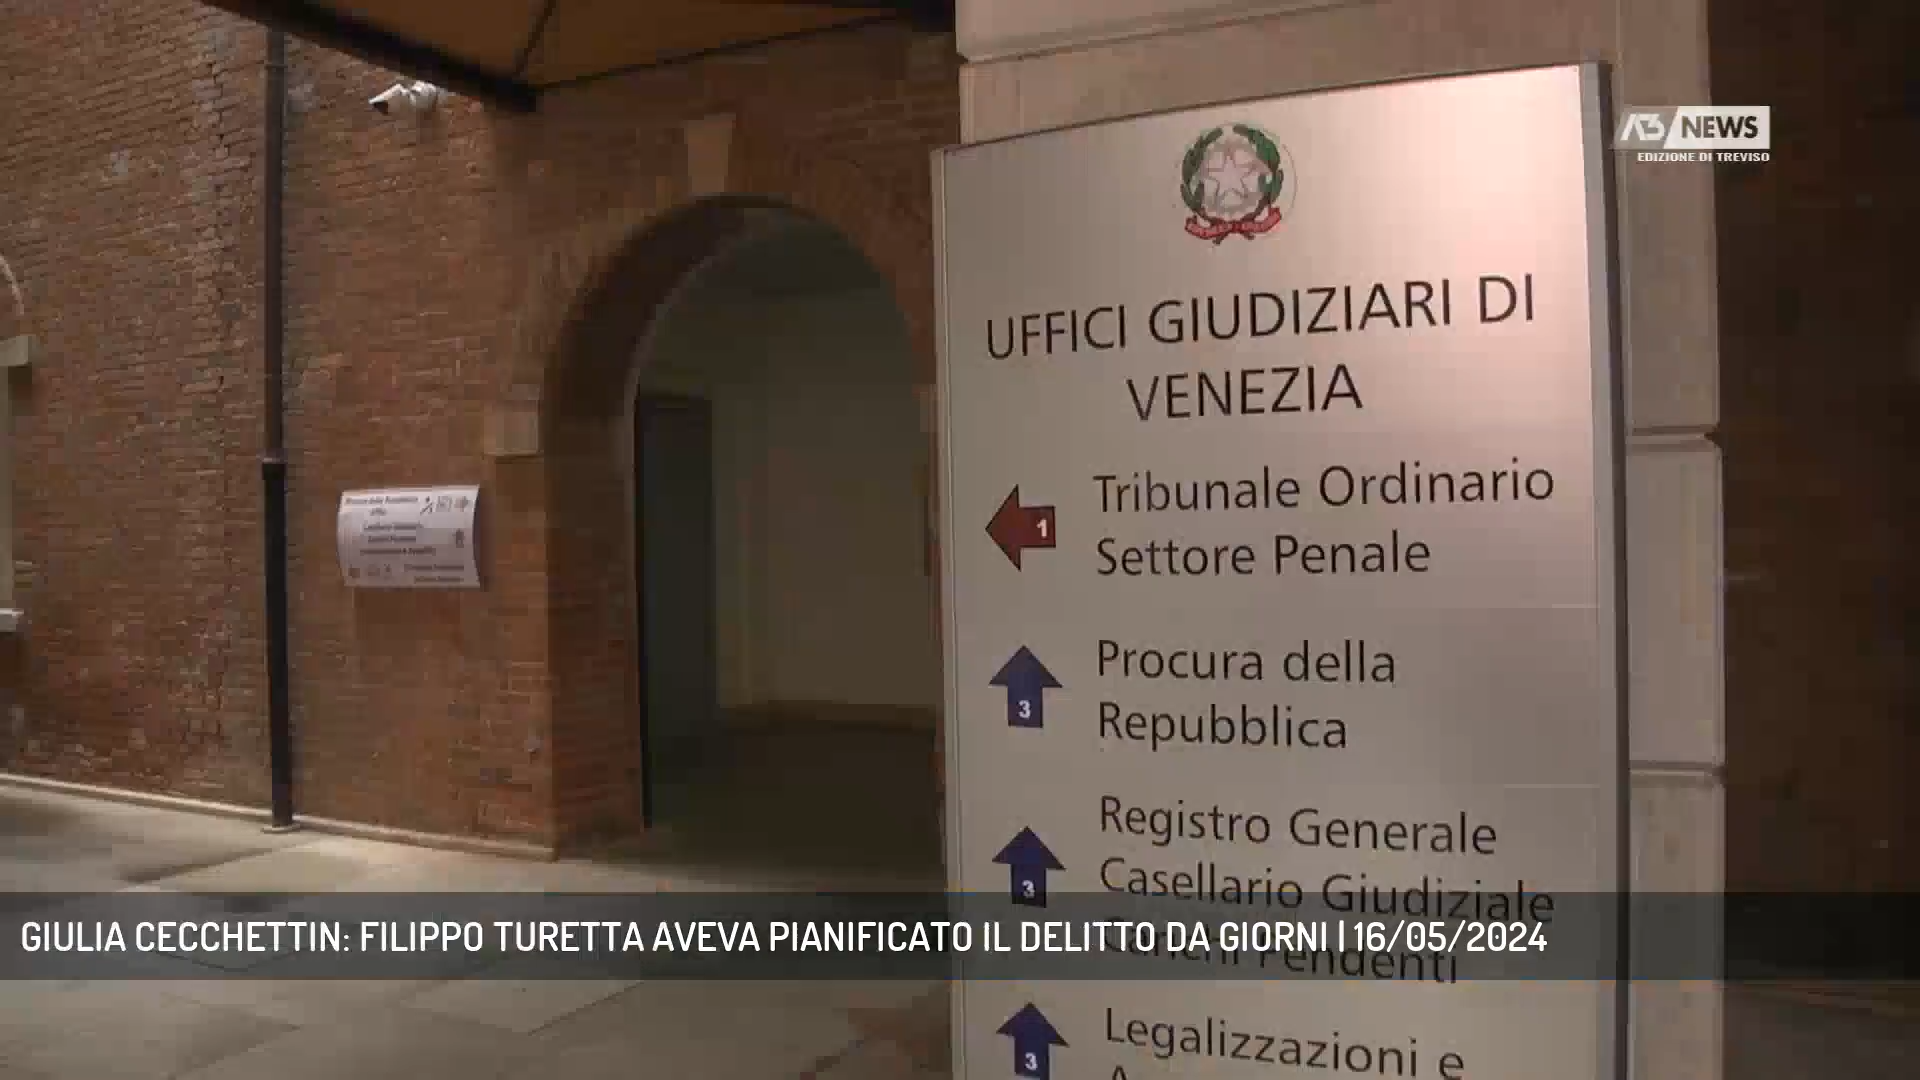 A3 NEWS
EDIZIONE DI TREVISO
UFFICI GIUDIZIARI DI
VENEZIA
1
Tribunale Ordinario
Settore Penale
3
Procura della
Repubblica
3
Registro Generale
Casellario Giudiziale
Carichi Pendenti
3
Legalizzazioni e
GIULIA CECCHETTIN: FILIPPO TURETTA AVEVA PIANIFICATO IL DELITTO DA GIORNI | 16/05/2024